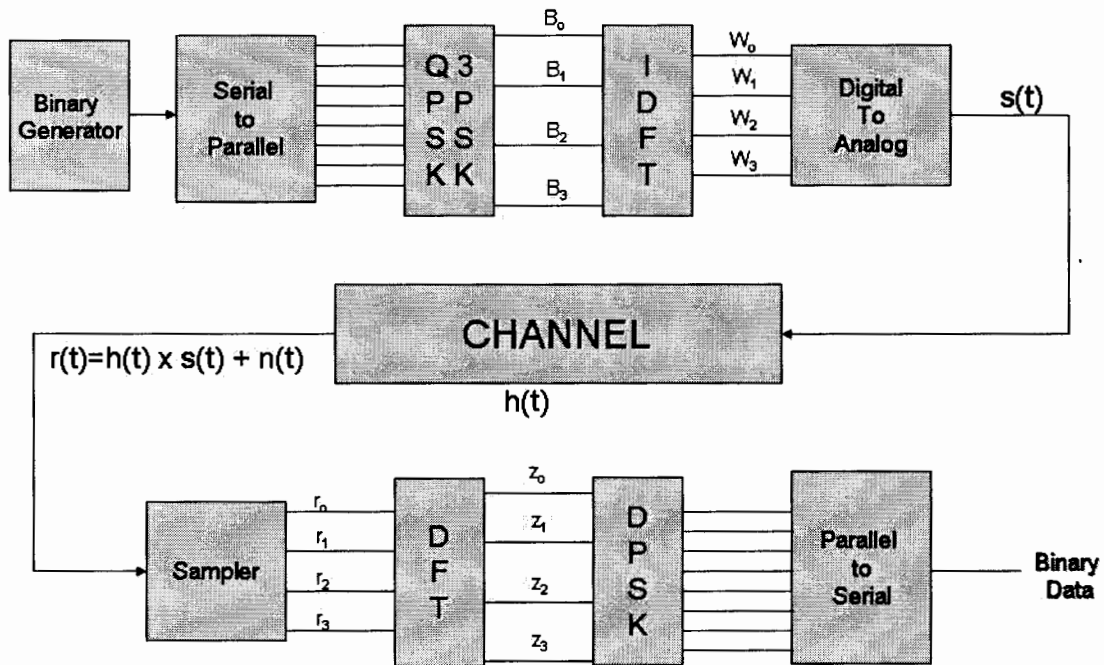 Binary
Generator
Serial
to
Parallel
Q 3
P P
S S
K K
B₀
B₁
B₂
B₃
I
D
F
T
W₀
W₁
W₂
W₃
Digital
To
Analog
s(t)
CHANNEL
h(t)
r(t)=h(t) x s(t) + n(t)
Sampler
r₀
r₁
r₂
r₃
D
F
T
z₀
z₁
z₂
z₃
D
P
S
K
Parallel
to
Serial
Binary
Data